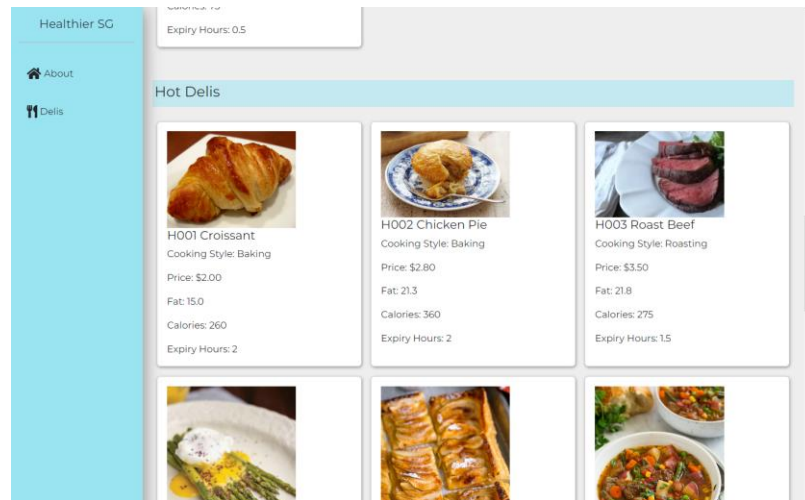 Healthier SG
About
Delis
Expiry Hours: 0.5
Hot Delis
H001 Croissant
Cooking Style: Baking
Price: $2.00
Fat: 15.0
Calories: 260
Expiry Hours: 2
H002 Chicken Pie
Cooking Style: Baking
Price: $2.80
Fat: 21.3
Calories: 360
Expiry Hours: 2
H003 Roast Beef
Cooking Style: Roasting
Price: $3.50
Fat: 21.8
Calories: 275
Expiry Hours: 1.5